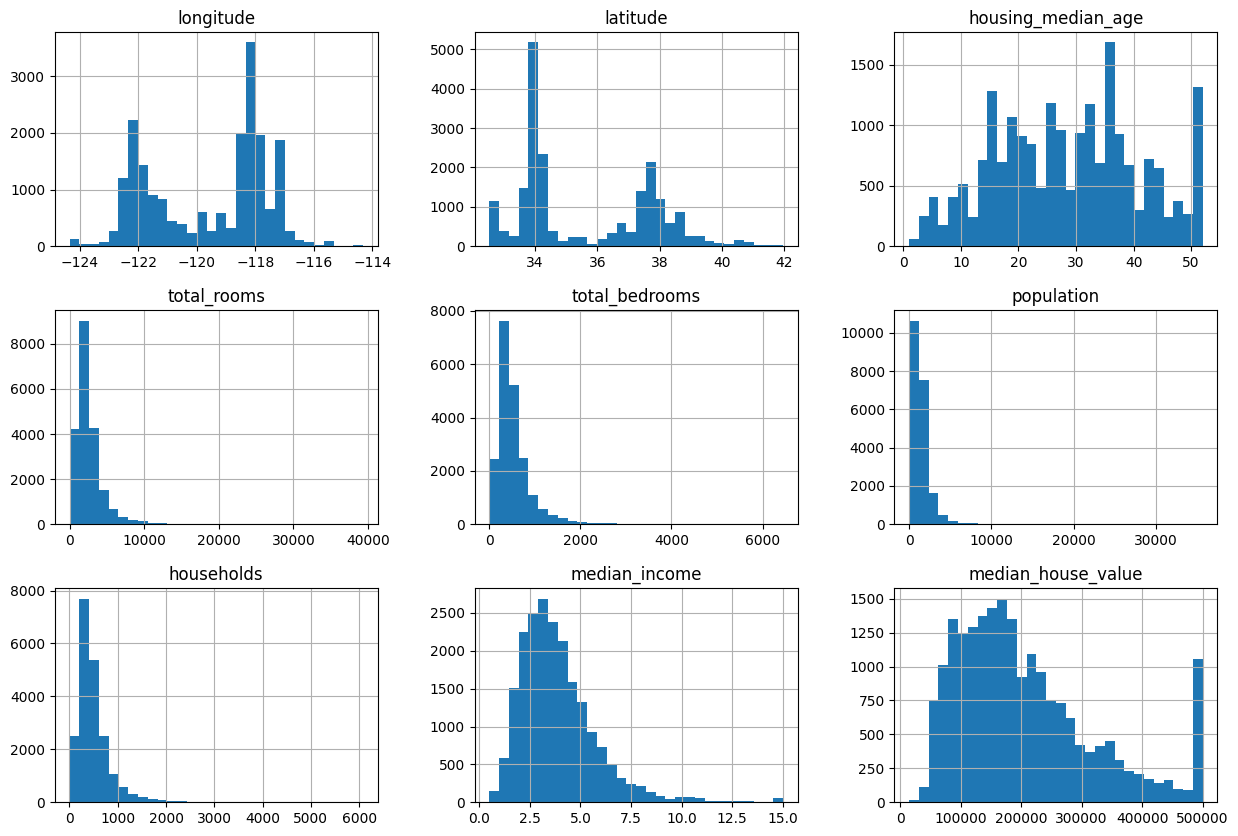 longitude
3000
2000
1000
0
−124 −122 −120 −118 −116 −114
latitude
5000
4000
3000
2000
1000
0
34 36 38 40 42
housing_median_age
1500
1000
500
0
0 10 20 30 40 50
total_rooms
8000
6000
4000
2000
0
0 10000 20000 30000 40000
total_bedrooms
8000
6000
4000
2000
0
0 2000 4000 6000
population
10000
8000
6000
4000
2000
0
0 10000 20000 30000
households
8000
6000
4000
2000
0
0 1000 2000 3000 4000 5000 6000
median_income
2500
2000
1500
1000
500
0
0.0 2.5 5.0 7.5 10.0 12.5 15.0
median_house_value
1500
1250
1000
750
500
250
0
0 100000 200000 300000 400000 500000